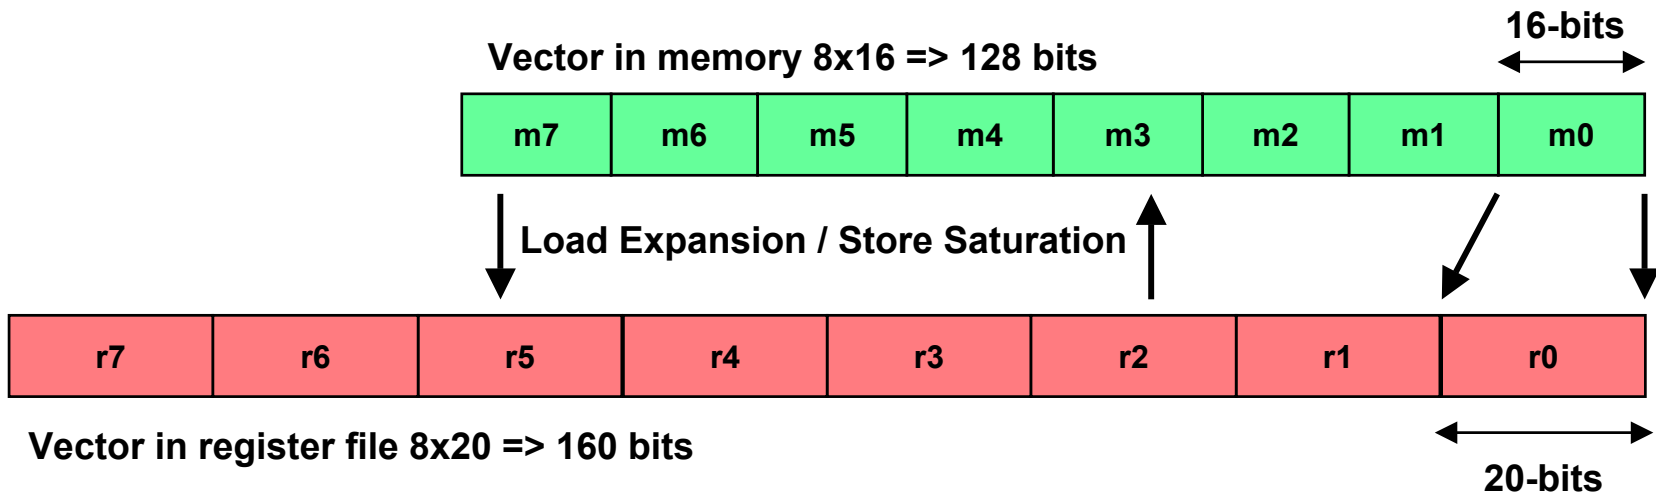 16-bits
Vector in memory 8x16 => 128 bits
m7 m6 m5 m4 m3 m2 m1 m0
Load Expansion / Store Saturation
r7 r6 r5 r4 r3 r2 r1 r0
Vector in register file 8x20 => 160 bits
20-bits